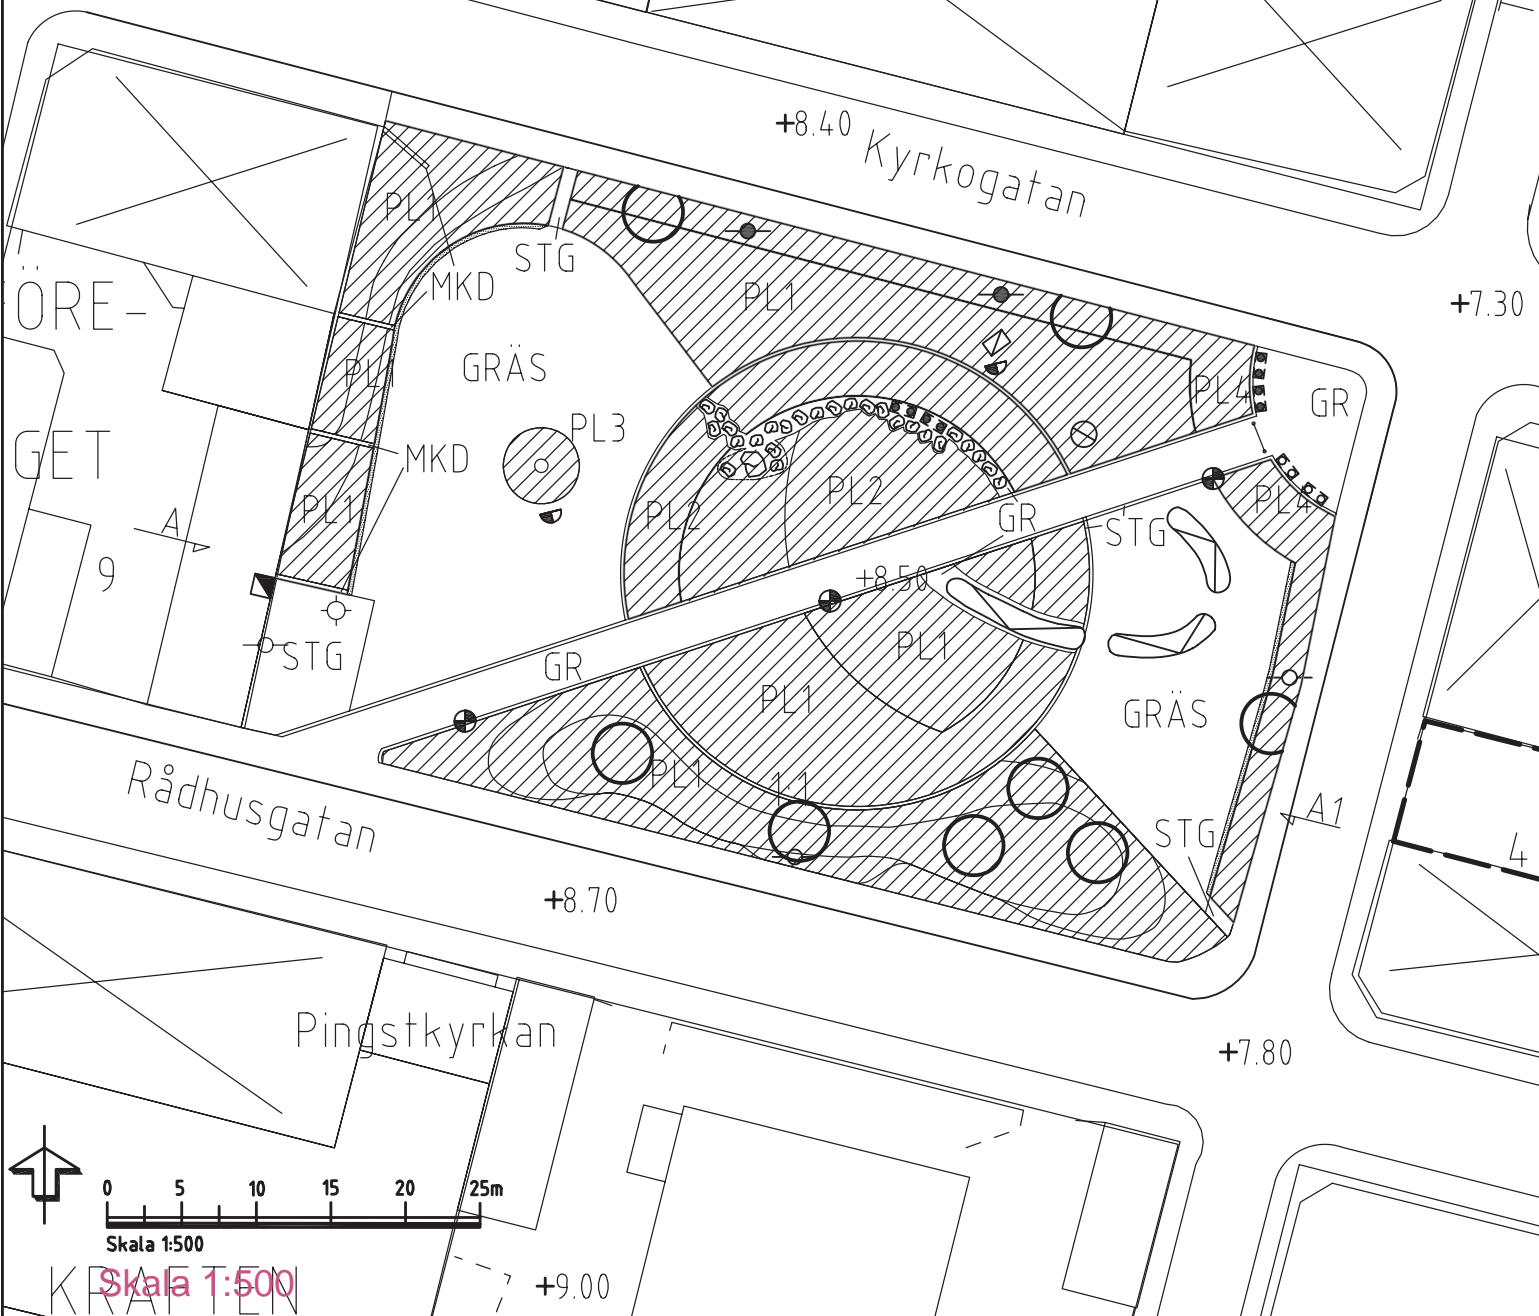 +8.40
Kyrkogatan
PL1
STG
MKD
PL1
+7.30
ÖRE-
PL1
GRÄS
PL4
GR
PL3
GET
MKD
PL2
PL2
PL4
PL1
GR
STG
A
9
+8.50
STG
GR
PL1
PL1
GRÄS
PL1
1:1
Rådhusgatan
A1
STG
4
+8.70
Pingstkyrkan
+7.80
0 5 10 15 20 25m
Skala 1:500
Skala 1:500
KRAFTEN
+9.00